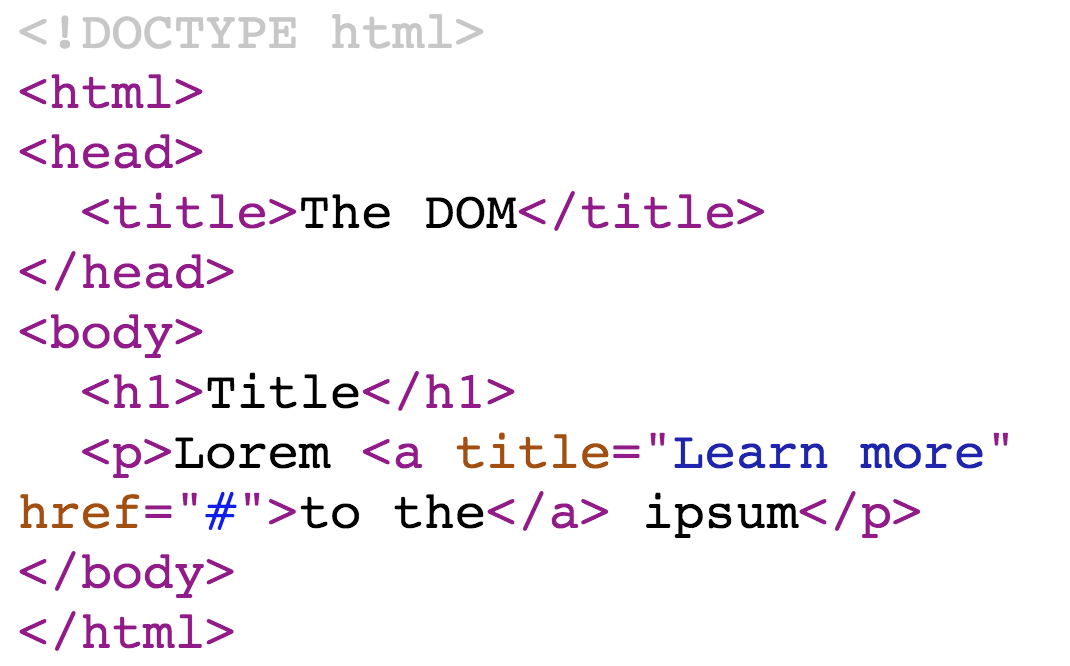 <!DOCTYPE html>
<html>
<head>
  <title>The DOM</title>
</head>
<body>
  <h1>Title</h1>
  <p>Lorem <a title="Learn more"
href="#">to the</a> ipsum</p>
</body>
</html>